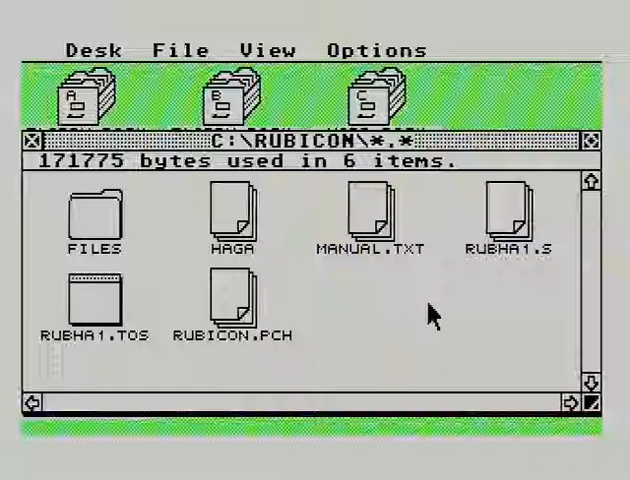 Desk File View Options
A B C
C:\RUBICON\*.*
171775 bytes used in 6 items.
FILES HAGA MANUAL.TXT RUBHA1.S
RUBHA1.TOS RUBICON.PCH